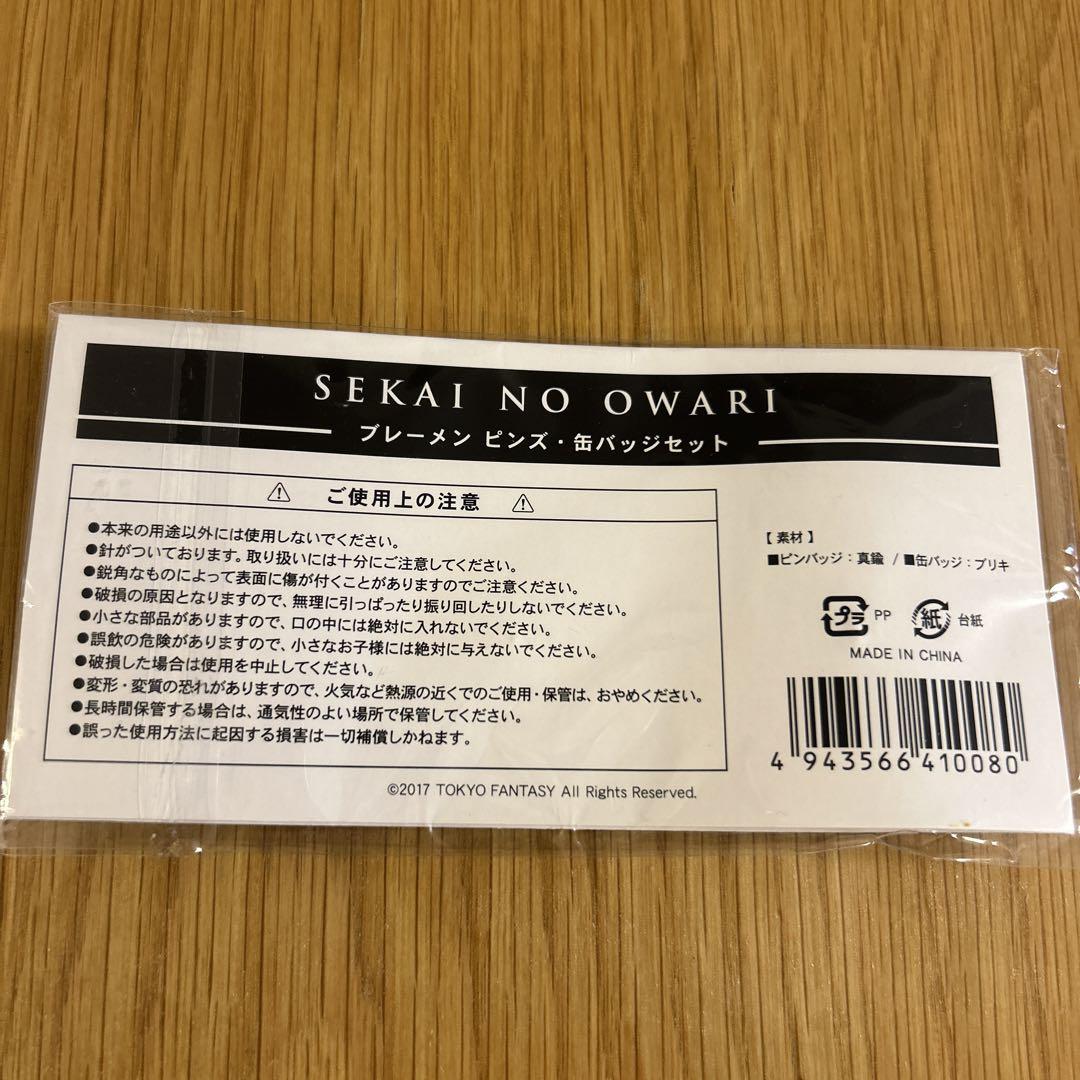 SEKAI NO OWARI
ブレーメン ピンズ・缶バッジセット
ご使用上の注意
●本来の用途以外には使用しないでください。
●針がついております。取り扱いには十分にご注意してください。
●鋭角なものによって表面に傷が付くことがありますのでご注意ください。
●破損の原因となりますので、無理に引っぱったり振り回したりしないでください。
●小さな部品がありますので、口の中には絶対に入れないでください。
●誤飲の危険がありますので、小さなお子様には絶対に与えないでください。
●破損した場合は使用を中止してください。
●変形・変質の恐れがありますので、火気など熱源の近くでのご使用・保管は、おやめください。
●長時間保管する場合は、通気性のよい場所で保管してください。
●誤った使用方法に起因する損害は一切補償しかねます。
【 素材 】
■ピンバッジ：真鍮 / ■缶バッジ：ブリキ
プラ PP 紙 台紙
MADE IN CHINA
4 943566 410080
©2017 TOKYO FANTASY All Rights Reserved.